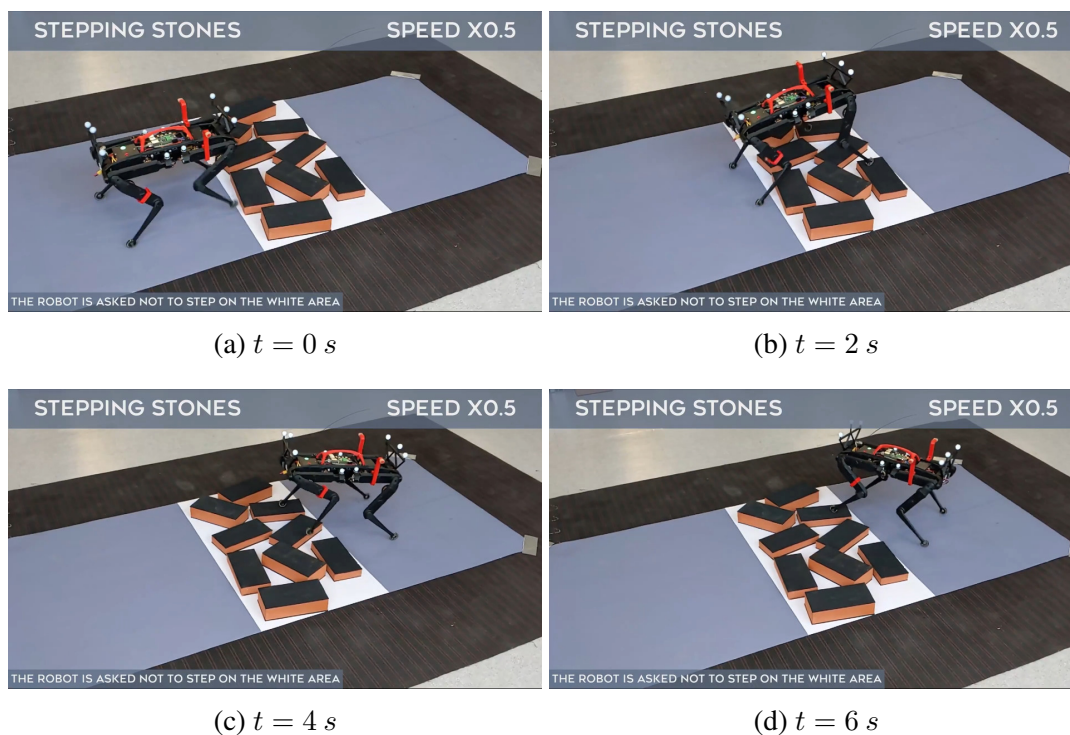 STEPPING STONES SPEED X0.5
THE ROBOT IS ASKED NOT TO STEP ON THE WHITE AREA
(a) t = 0 s
STEPPING STONES SPEED X0.5
THE ROBOT IS ASKED NOT TO STEP ON THE WHITE AREA
(b) t = 2 s
STEPPING STONES SPEED X0.5
THE ROBOT IS ASKED NOT TO STEP ON THE WHITE AREA
(c) t = 4 s
STEPPING STONES SPEED X0.5
THE ROBOT IS ASKED NOT TO STEP ON THE WHITE AREA
(d) t = 6 s